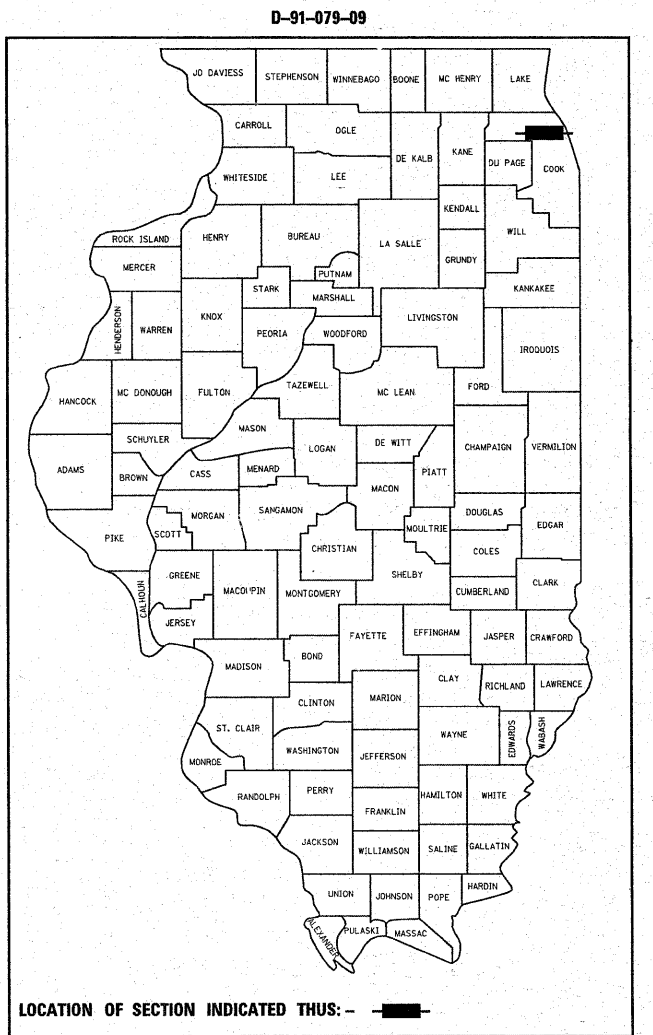 D-91-079-09
JO DAVIESS
STEPHENSON
WINNEBAGO
BOONE
MC HENRY
LAKE
CARROLL
OGLE
DE KALB
KANE
DU PAGE
COOK
WHITESIDE
LEE
KENDALL
WILL
ROCK ISLAND
HENRY
BUREAU
LA SALLE
GRUNDY
MERCER
PUTNAM
KANKAKEE
STARK
MARSHALL
HENDERSON
WARREN
KNOX
PEORIA
WOODFORD
LIVINGSTON
IROQUOIS
HANCOCK
MC DONOUGH
FULTON
TAZEWELL
MC LEAN
FORD
SCHUYLER
MASON
LOGAN
DE WITT
CHAMPAIGN
VERMILION
ADAMS
BROWN
CASS
MENARD
MACON
PIATT
PIKE
SCOTT
MORGAN
SANGAMON
CHRISTIAN
MOULTRIE
DOUGLAS
EDGAR
COLES
CALHOUN
GREENE
MACOUPIN
MONTGOMERY
SHELBY
CUMBERLAND
CLARK
JERSEY
FAYETTE
EFFINGHAM
JASPER
CRAWFORD
MADISON
BOND
CLAY
RICHLAND
LAWRENCE
CLINTON
MARION
ST. CLAIR
WASHINGTON
JEFFERSON
WAYNE
EDWARDS
WABASH
MONROE
RANDOLPH
PERRY
FRANKLIN
HAMILTON
WHITE
JACKSON
WILLIAMSON
SALINE
GALLATIN
UNION
JOHNSON
POPE
HARDIN
ALEXANDER
PULASKI
MASSAC
LOCATION OF SECTION INDICATED THUS: -